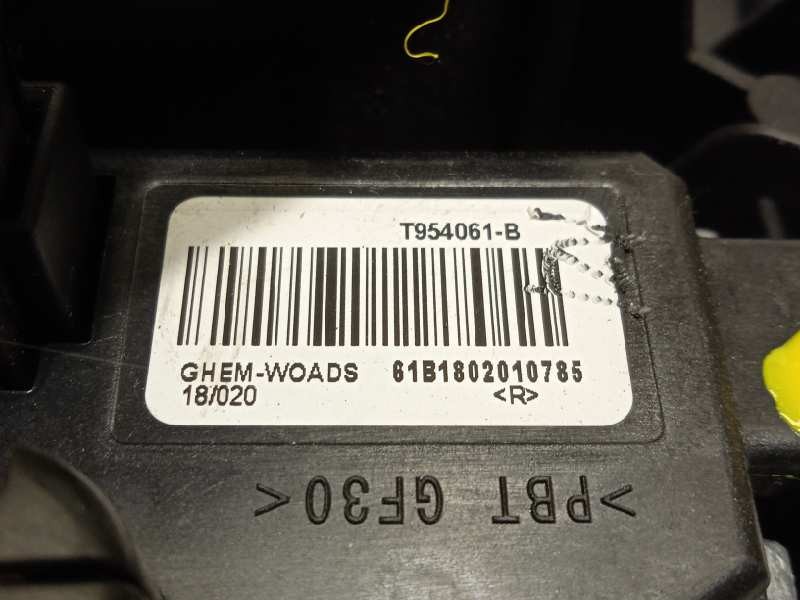 T954061-B
GHEM-WOADS 61B1802010785
18/020 <R>
>PBT GF30<